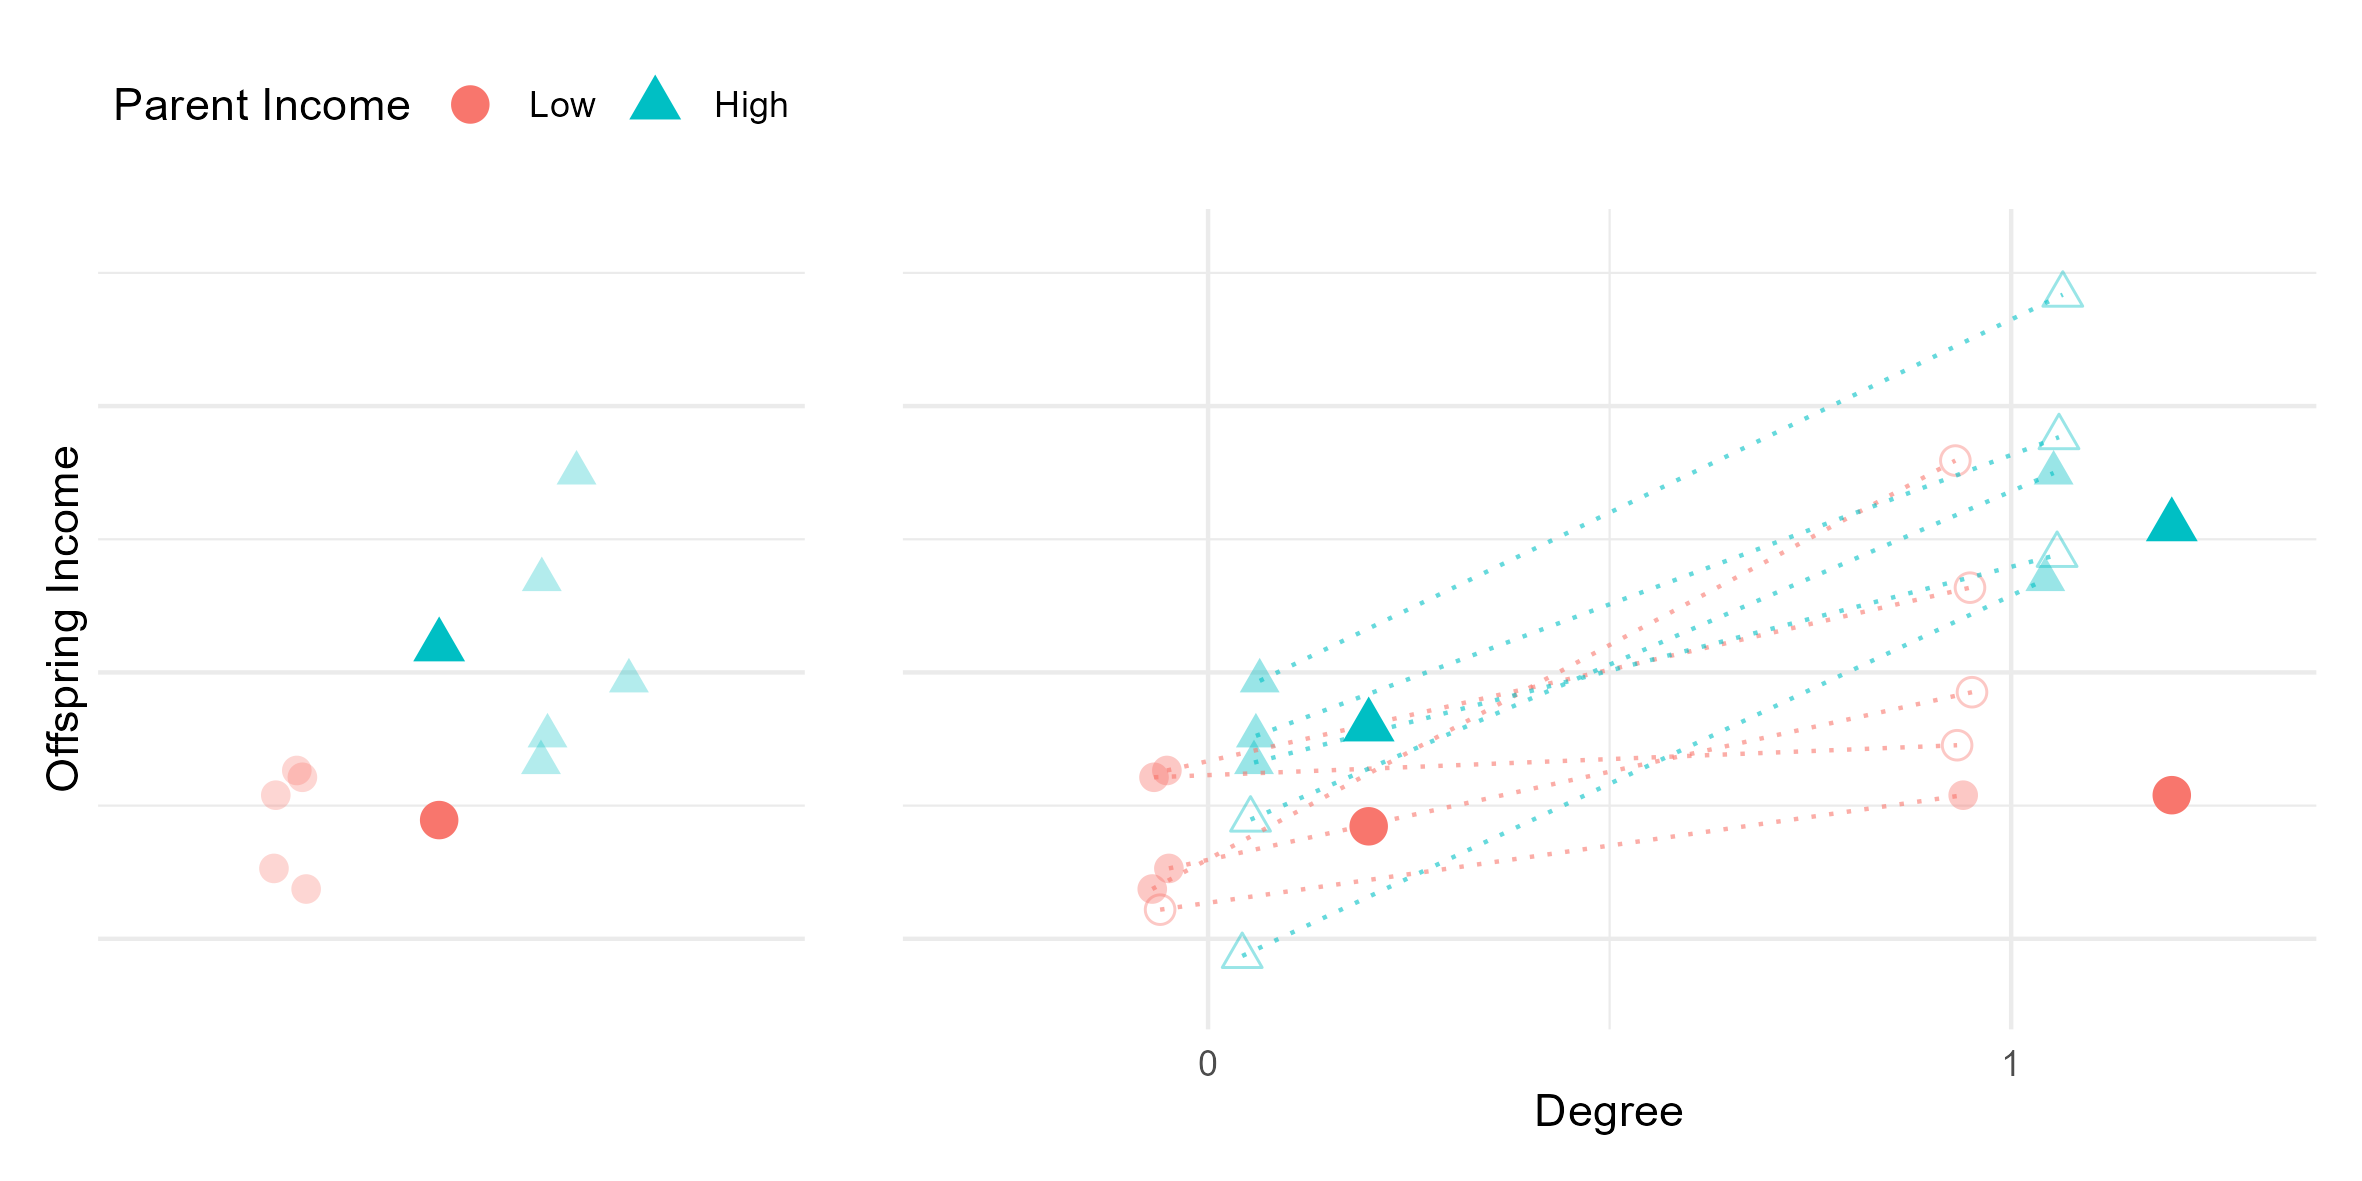 Parent Income Low High
Offspring Income
0 1
Degree